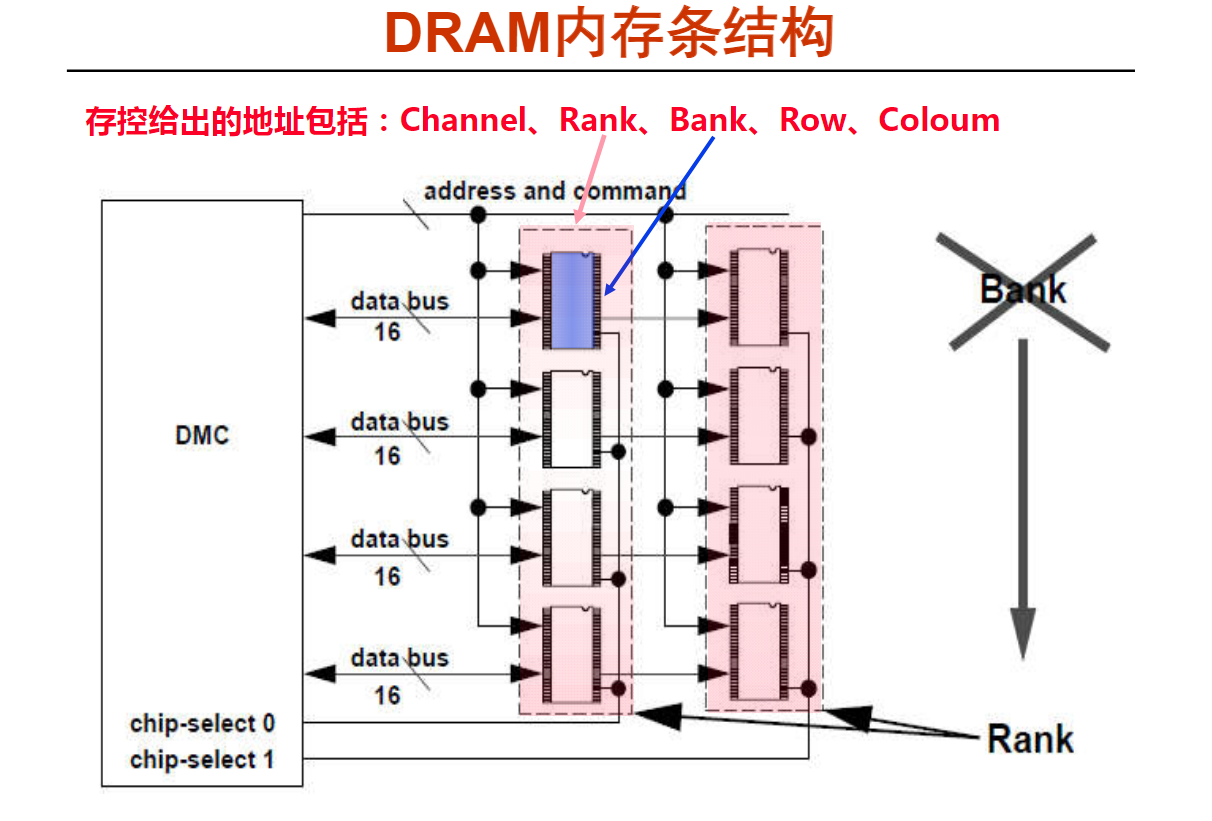 DRAM内存条结构
存控给出的地址包括：Channel、Rank、Bank、Row、Coloum
address and command
data bus
16
Bank
data bus
16
DMC
data bus
16
data bus
16
chip-select 0
chip-select 1
Rank